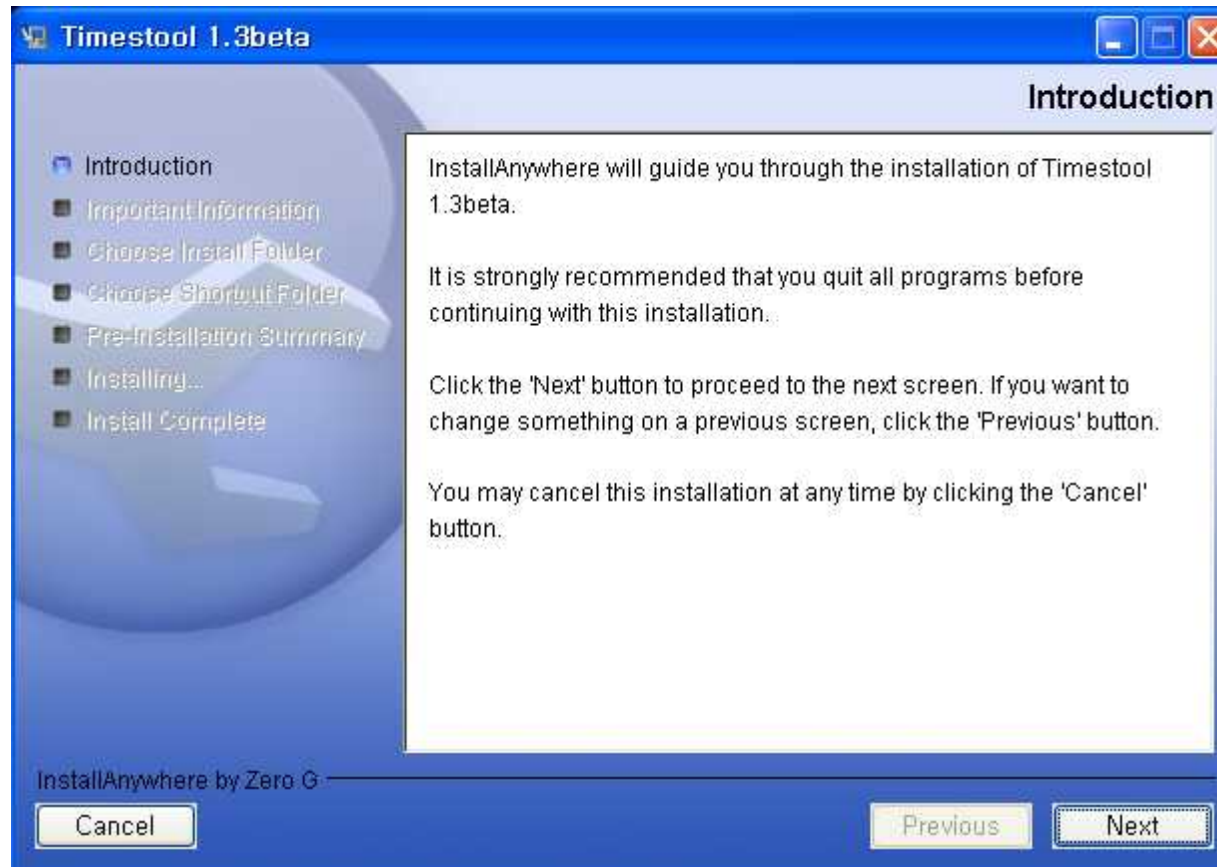 Timestool 1.3beta
Introduction
Introduction
Important Information
Choose Install Folder
Choose Shortcut Folder
Pre-Installation Summary
Installing...
Install Complete
InstallAnywhere will guide you through the installation of Timestool
1.3beta.
It is strongly recommended that you quit all programs before
continuing with this installation.
Click the 'Next' button to proceed to the next screen. If you want to
change something on a previous screen, click the 'Previous' button.
You may cancel this installation at any time by clicking the 'Cancel'
button.
InstallAnywhere by Zero G
Cancel
Previous
Next